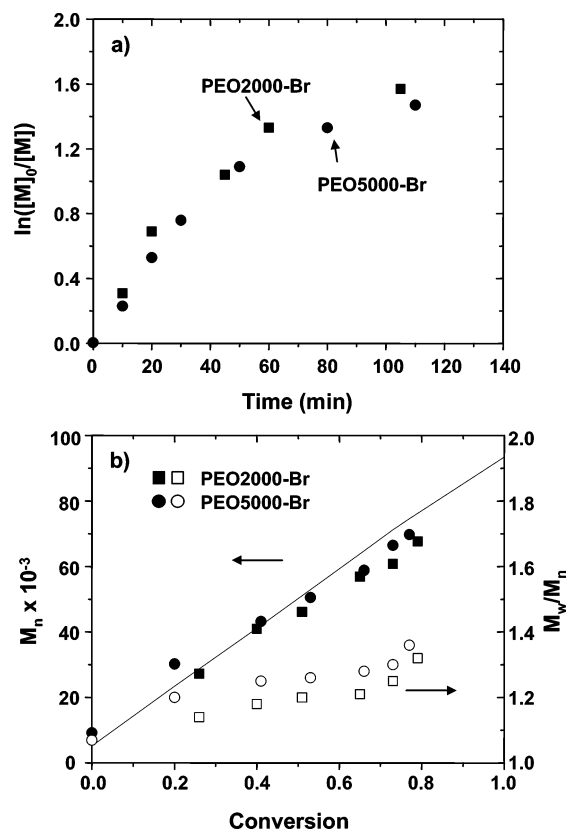 a)
PEO2000-Br
PEO5000-Br
ln([M]₀/[M])
2.0
1.6
1.2
0.8
0.4
0.0
0 20 40 60 80 100 120 140
Time (min)
b)
PEO2000-Br
PEO5000-Br
Mₙ x 10⁻³
100
80
60
40
20
0
2.0
1.8
1.6
1.4
1.2
1.0
M_w/Mₙ
0.0 0.2 0.4 0.6 0.8 1.0
Conversion